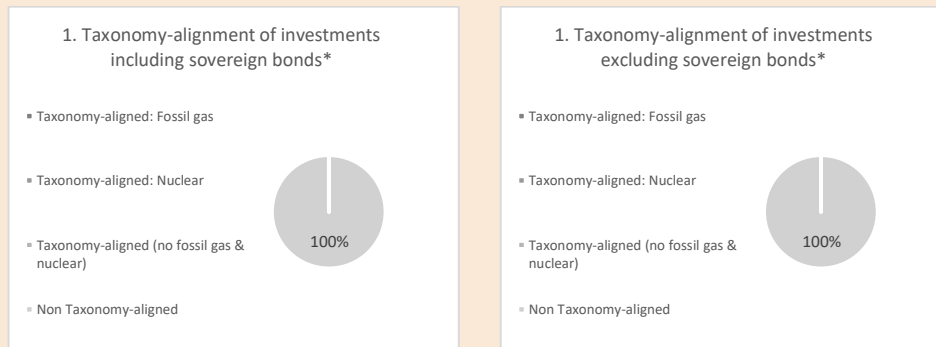 1. Taxonomy-alignment of investments
including sovereign bonds*
Taxonomy-aligned: Fossil gas
Taxonomy-aligned: Nuclear
Taxonomy-aligned (no fossil gas &
nuclear)
Non Taxonomy-aligned
100%
1. Taxonomy-alignment of investments
excluding sovereign bonds*
Taxonomy-aligned: Fossil gas
Taxonomy-aligned: Nuclear
Taxonomy-aligned (no fossil gas &
nuclear)
Non Taxonomy-aligned
100%